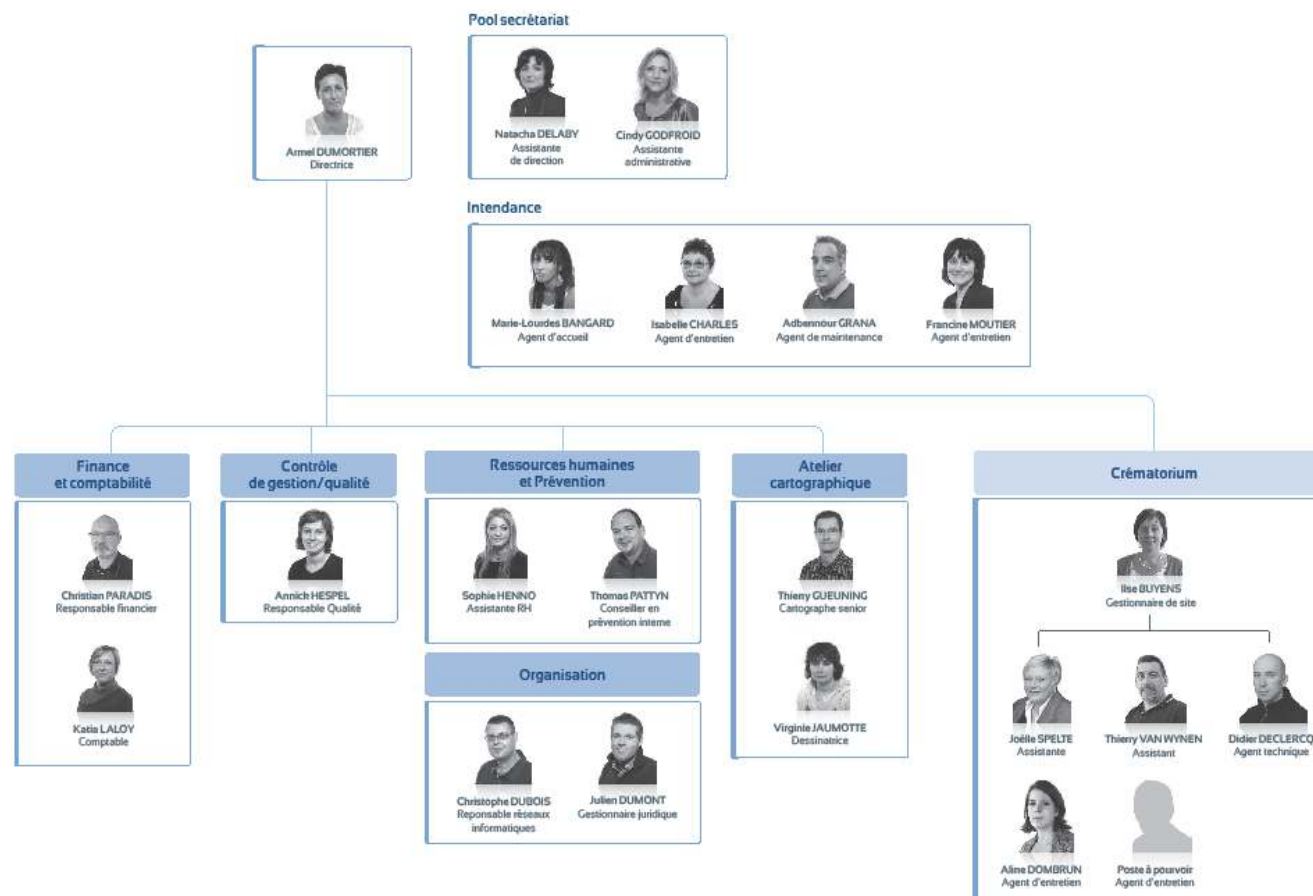 Pool secrétariat
Armel DUMORTIER
Directrice
Natacha DELABY
Assistante
de direction
Cindy GODFROID
Assistante
administrative
Intendance
Marie-Lourdes BANGARD
Agent d'accueil
Isabelle CHARLES
Agent d'entretien
Adbennour GRANA
Agent de maintenance
Francine MOUTIER
Agent d'entretien
Finance
et comptabilité
Christian PARADIS
Responsable financier
Katia LALOY
Comptable
Contrôle
de gestion/qualité
Annick HESPEL
Responsable Qualité
Ressources humaines
et Prévention
Sophie HENNO
Assistante RH
Thomas PATTYN
Conseiller en
prévention interne
Organisation
Christophe DUBOIS
Reponsable réseaux
informatiques
Julien DUMONT
Gestionnaire juridique
Atelier
cartographique
Thierry GUEUNING
Cartographe senior
Virginie JAUMOTTE
Dessinatrice
Crématorium
Ilse BUYENS
Gestionnaire de site
Joëlle SPELTE
Assistante
Thierry VAN WYNEN
Assistant
Didier DECLERCQ
Agent technique
Aline DOMBRUN
Agent d'entretien
Poste à pourvoir
Agent d'entretien